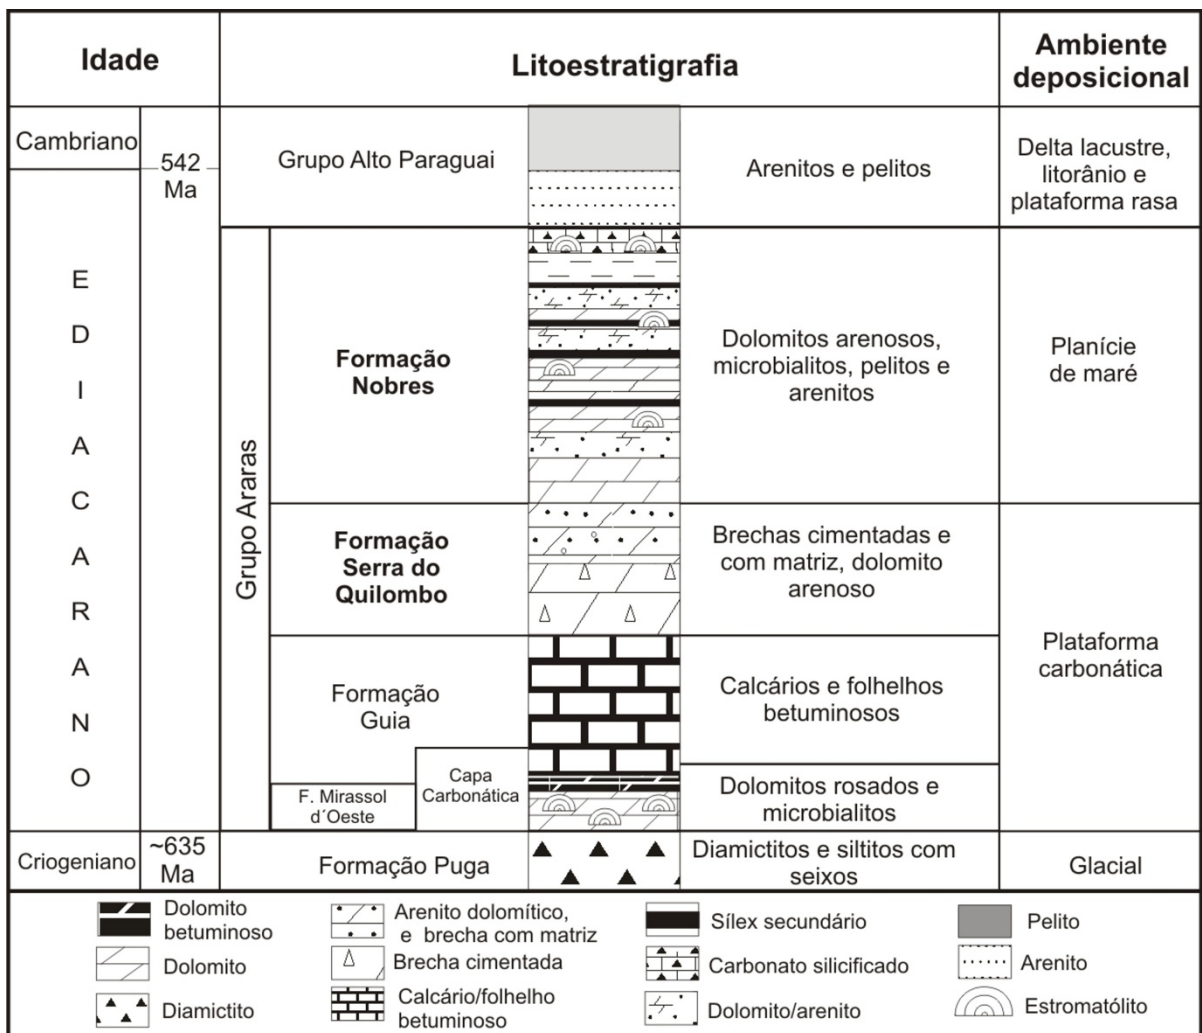 Idade
Litoestratigrafia
Ambiente
deposicional
Cambriano
542
Ma
Grupo Alto Paraguai
Arenitos e pelitos
Delta lacustre,
litorânio e
plataforma rasa
E
D
I
A
C
A
R
A
N
O
Grupo Araras
Formação
Nobres
Dolomitos arenosos,
microbialitos, pelitos e
arenitos
Planície
de maré
Formação
Serra do
Quilombo
Brechas cimentadas e
com matriz, dolomito
arenoso
Plataforma
carbonática
Formação
Guia
Calcários e folhelhos
betuminosos
Capa
Carbonática
F. Mirassol
d´Oeste
Dolomitos rosados e
microbialitos
Criogeniano
~635
Ma
Formação Puga
Diamictitos e siltitos com
seixos
Glacial
Dolomito
betuminoso
Arenito dolomítico,
e brecha com matriz
Sílex secundário
Pelito
Dolomito
Brecha cimentada
Carbonato silicificado
Arenito
Diamictito
Calcário/folhelho
betuminoso
Dolomito/arenito
Estromatólito